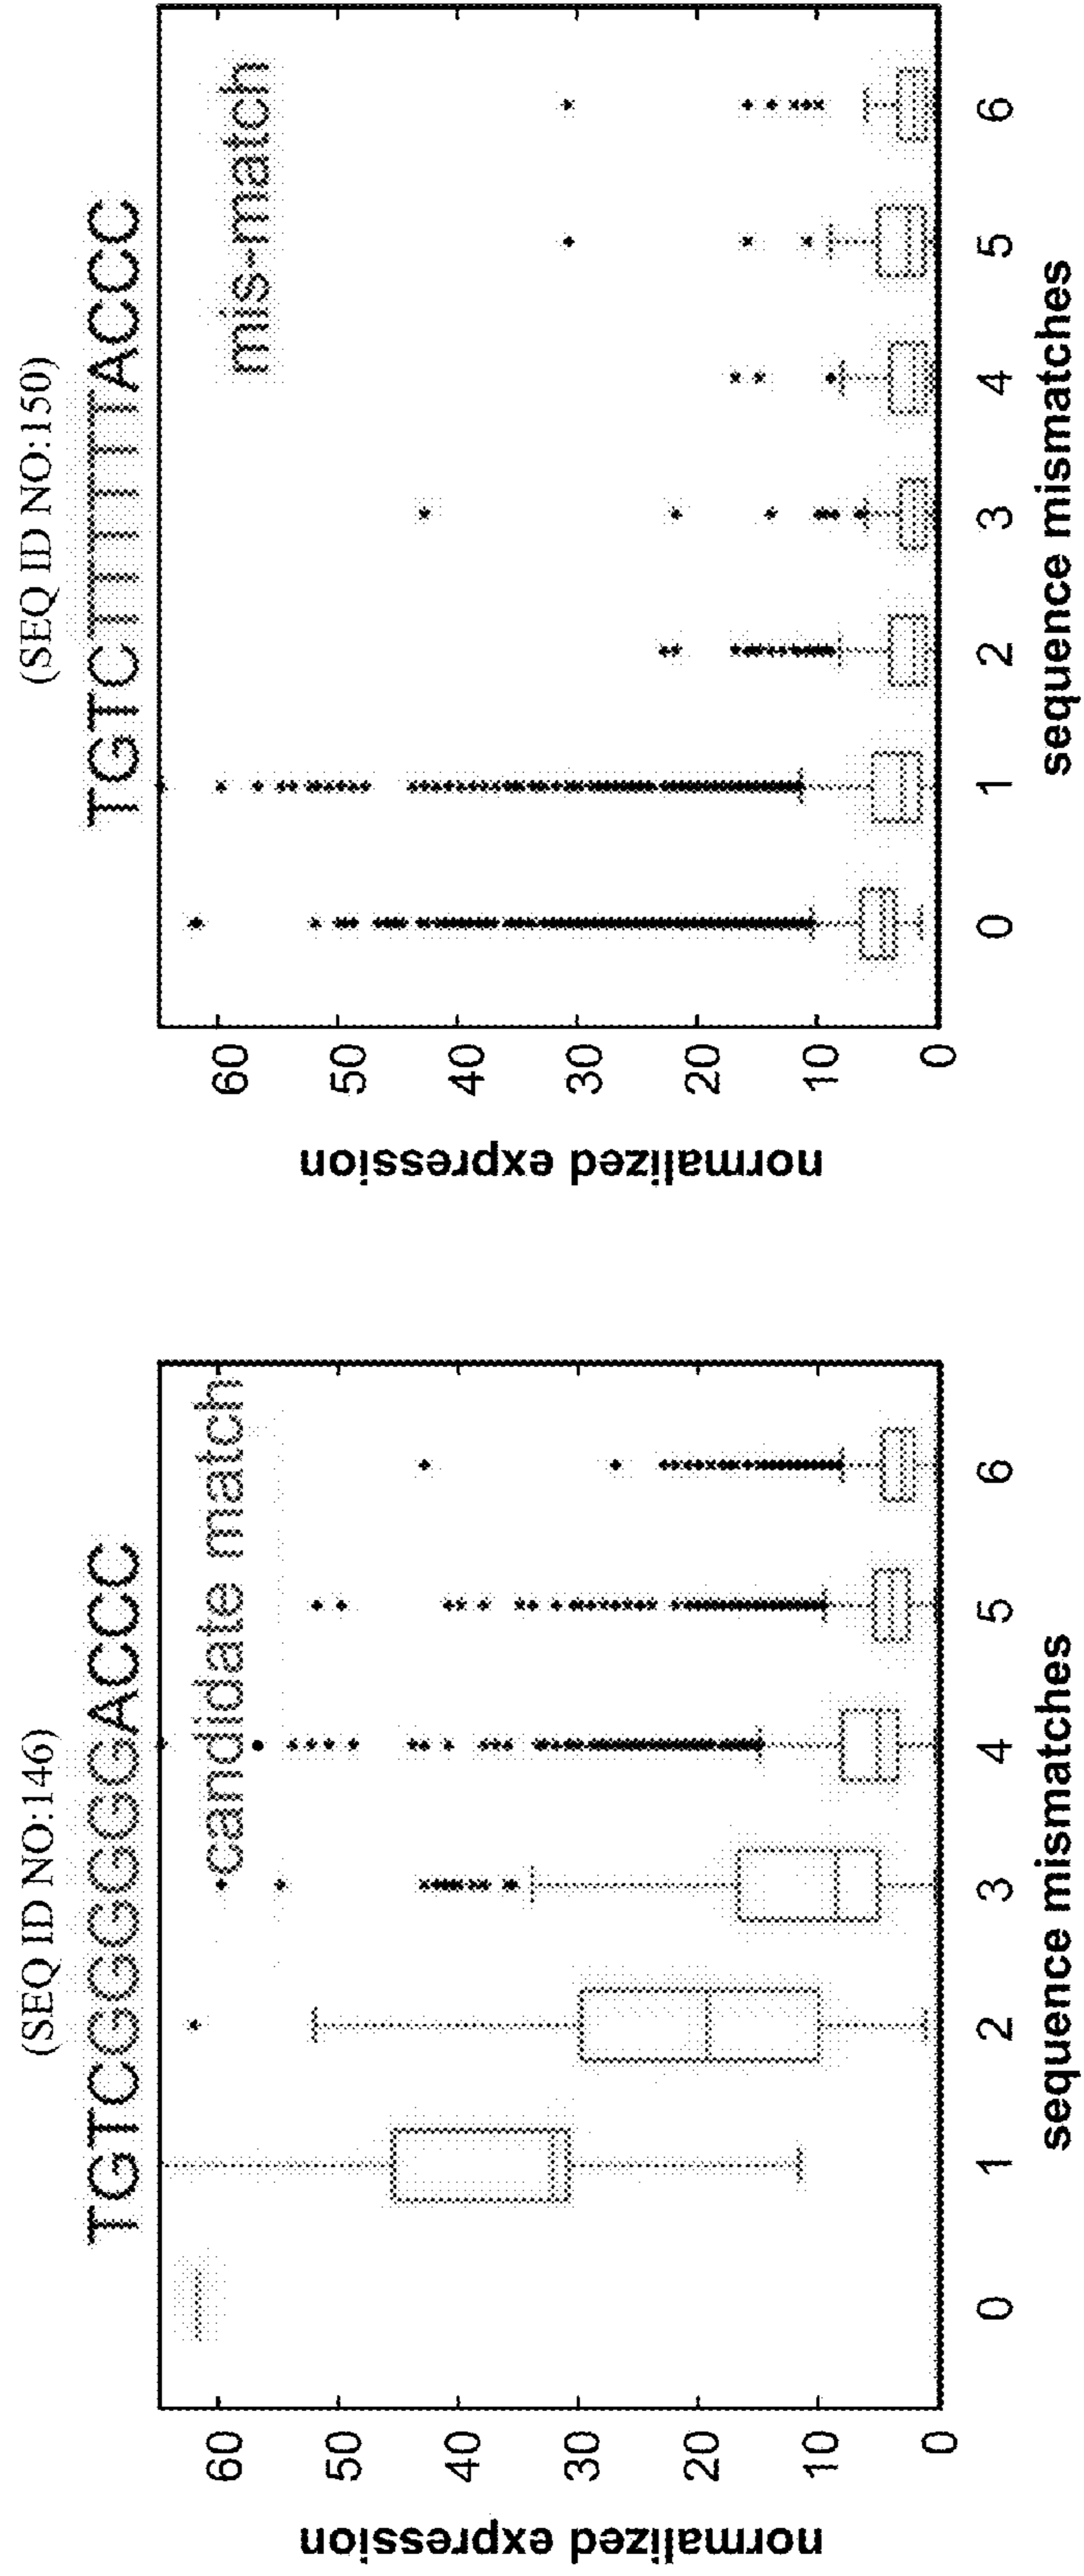 (SEQ ID NO:146)
TGTCGGGGGGACCC
candidate match
normalized expression
60
50
40
30
20
10
0
0 1 2 3 4 5 6
sequence mismatches
(SEQ ID NO:150)
TGTCTTTTTTACCC
mis-match
normalized expression
60
50
40
30
20
10
0
0 1 2 3 4 5 6
sequence mismatches